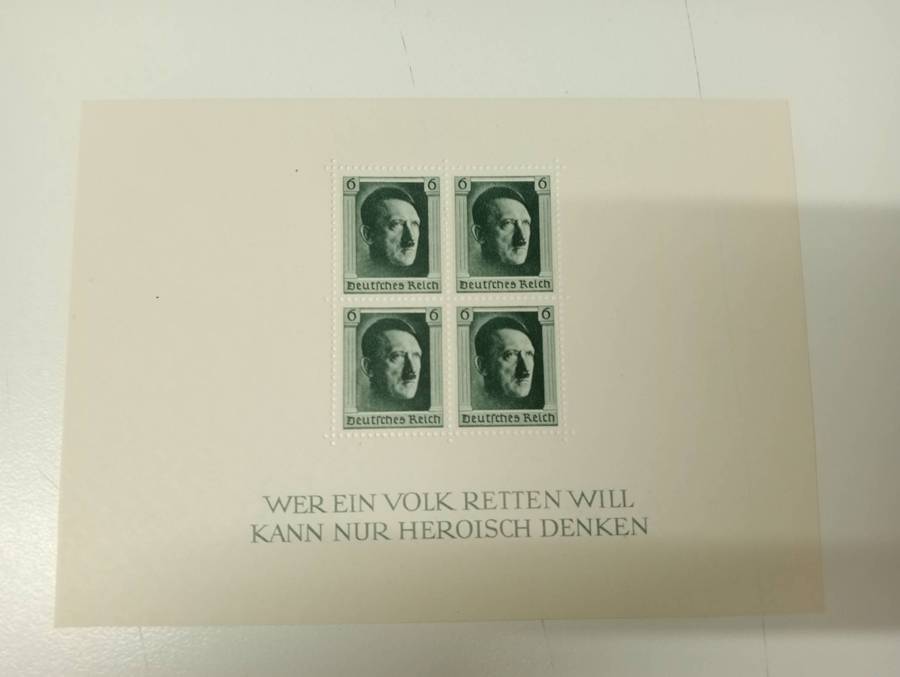 6 6 6 6
Deutsches Reich Deutsches Reich
6 6 6 6
Deutsches Reich Deutsches Reich
WER EIN VOLK RETTEN WILL
KANN NUR HEROISCH DENKEN